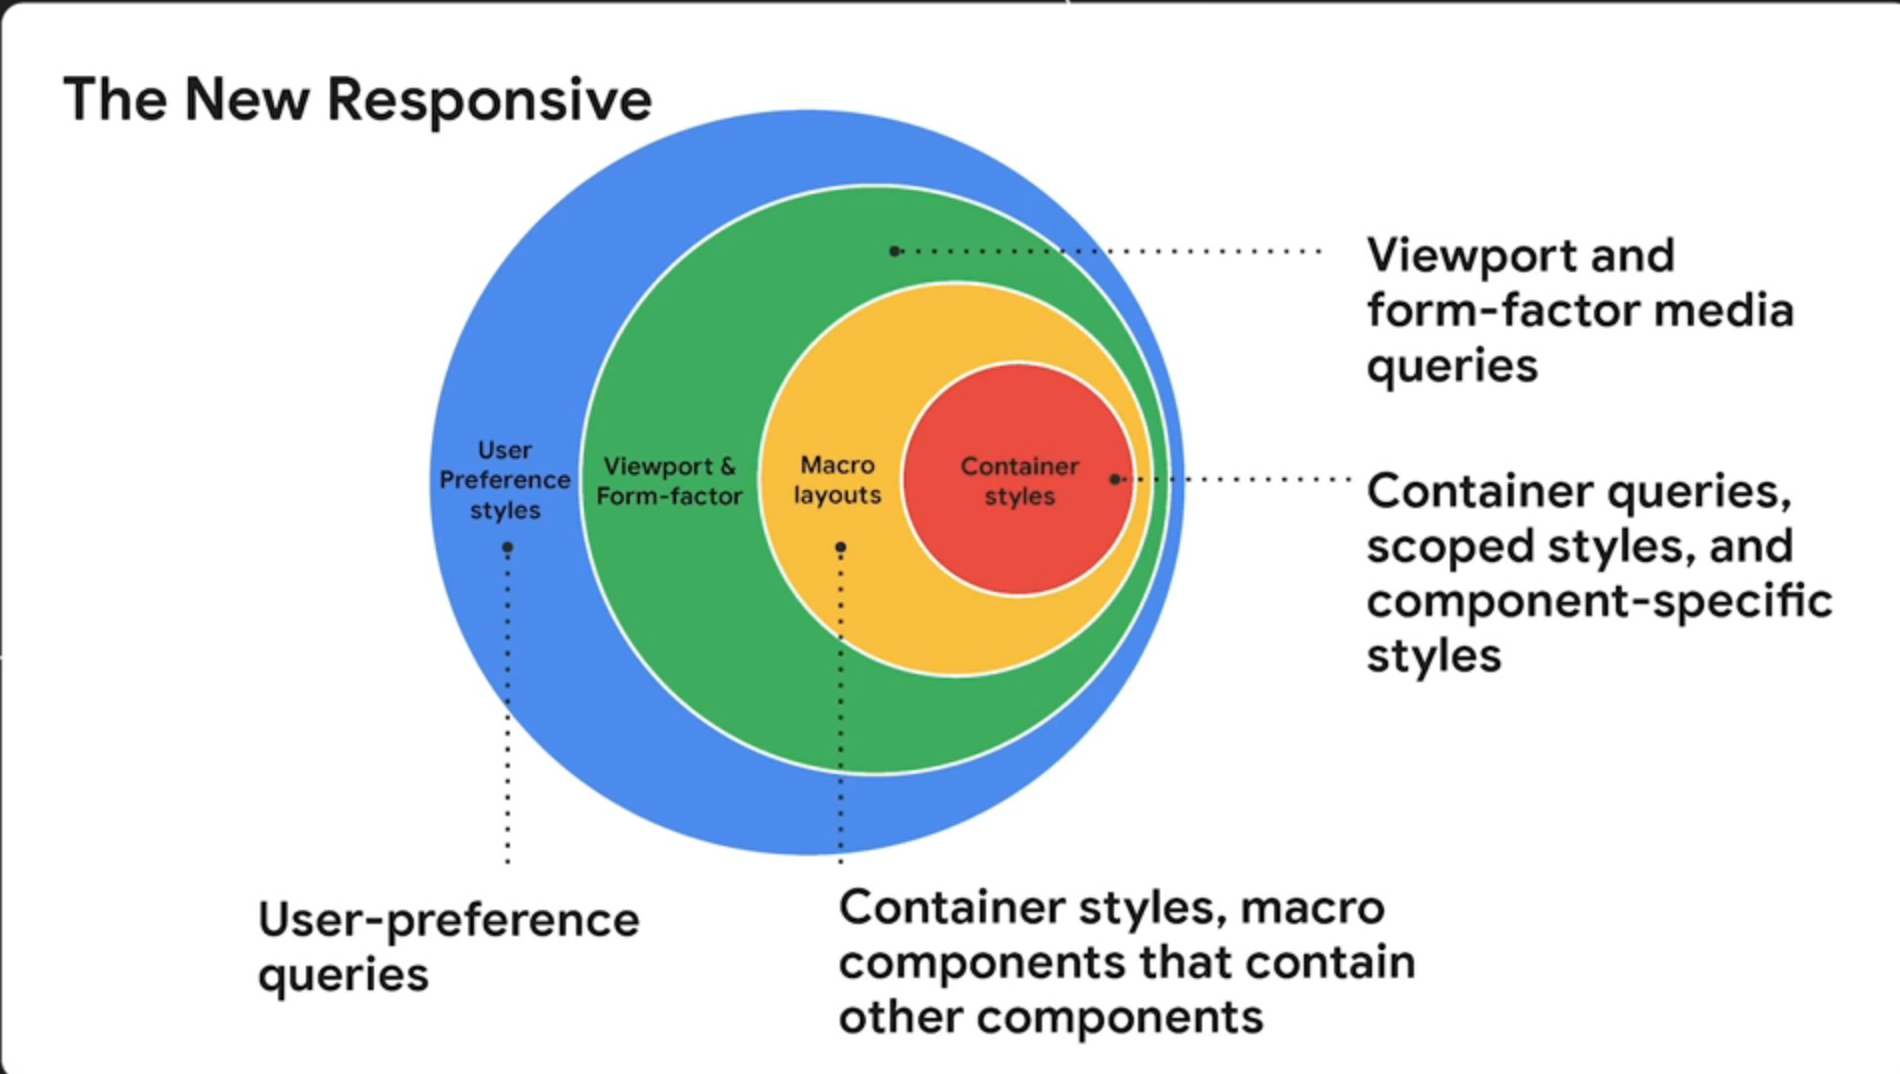 The New Responsive
User
Preference
styles
Viewport &
Form-factor
Macro
layouts
Container
styles
Viewport and
form-factor media
queries
Container queries,
scoped styles, and
component-specific
styles
User-preference
queries
Container styles, macro
components that contain
other components